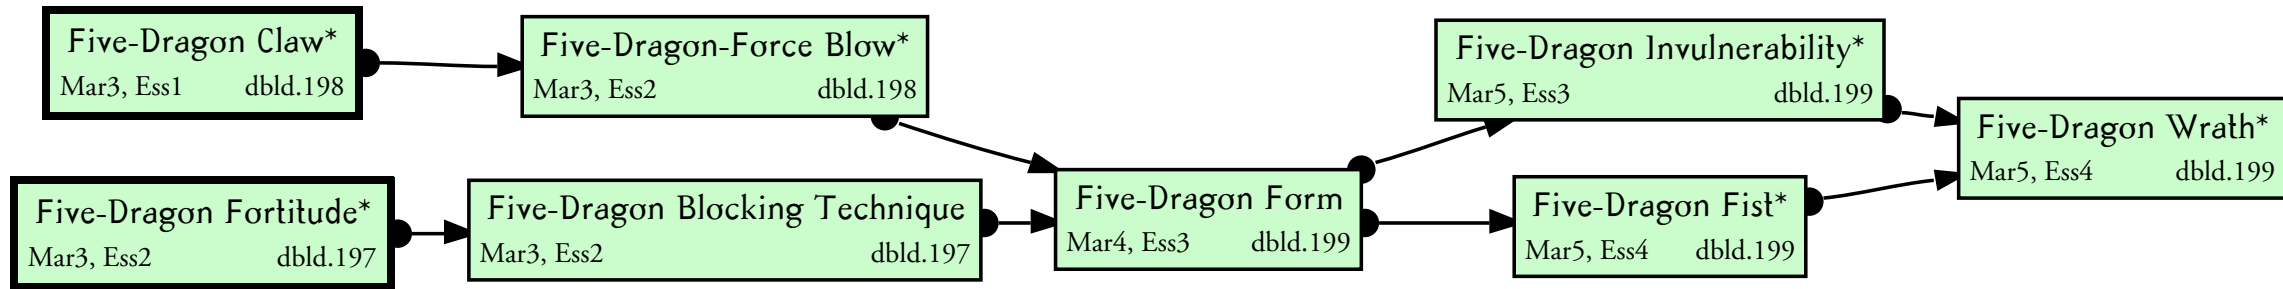 Five-Dragon Claw*
Mar3, Ess1 dbld.198
Five-Dragon-Force Blow*
Mar3, Ess2 dbld.198
Five-Dragon Invulnerability*
Mar5, Ess3 dbld.199
Five-Dragon Wrath*
Mar5, Ess4 dbld.199
Five-Dragon Fortitude*
Mar3, Ess2 dbld.197
Five-Dragon Blocking Technique
Mar3, Ess2 dbld.197
Five-Dragon Form
Mar4, Ess3 dbld.199
Five-Dragon Fist*
Mar5, Ess4 dbld.199